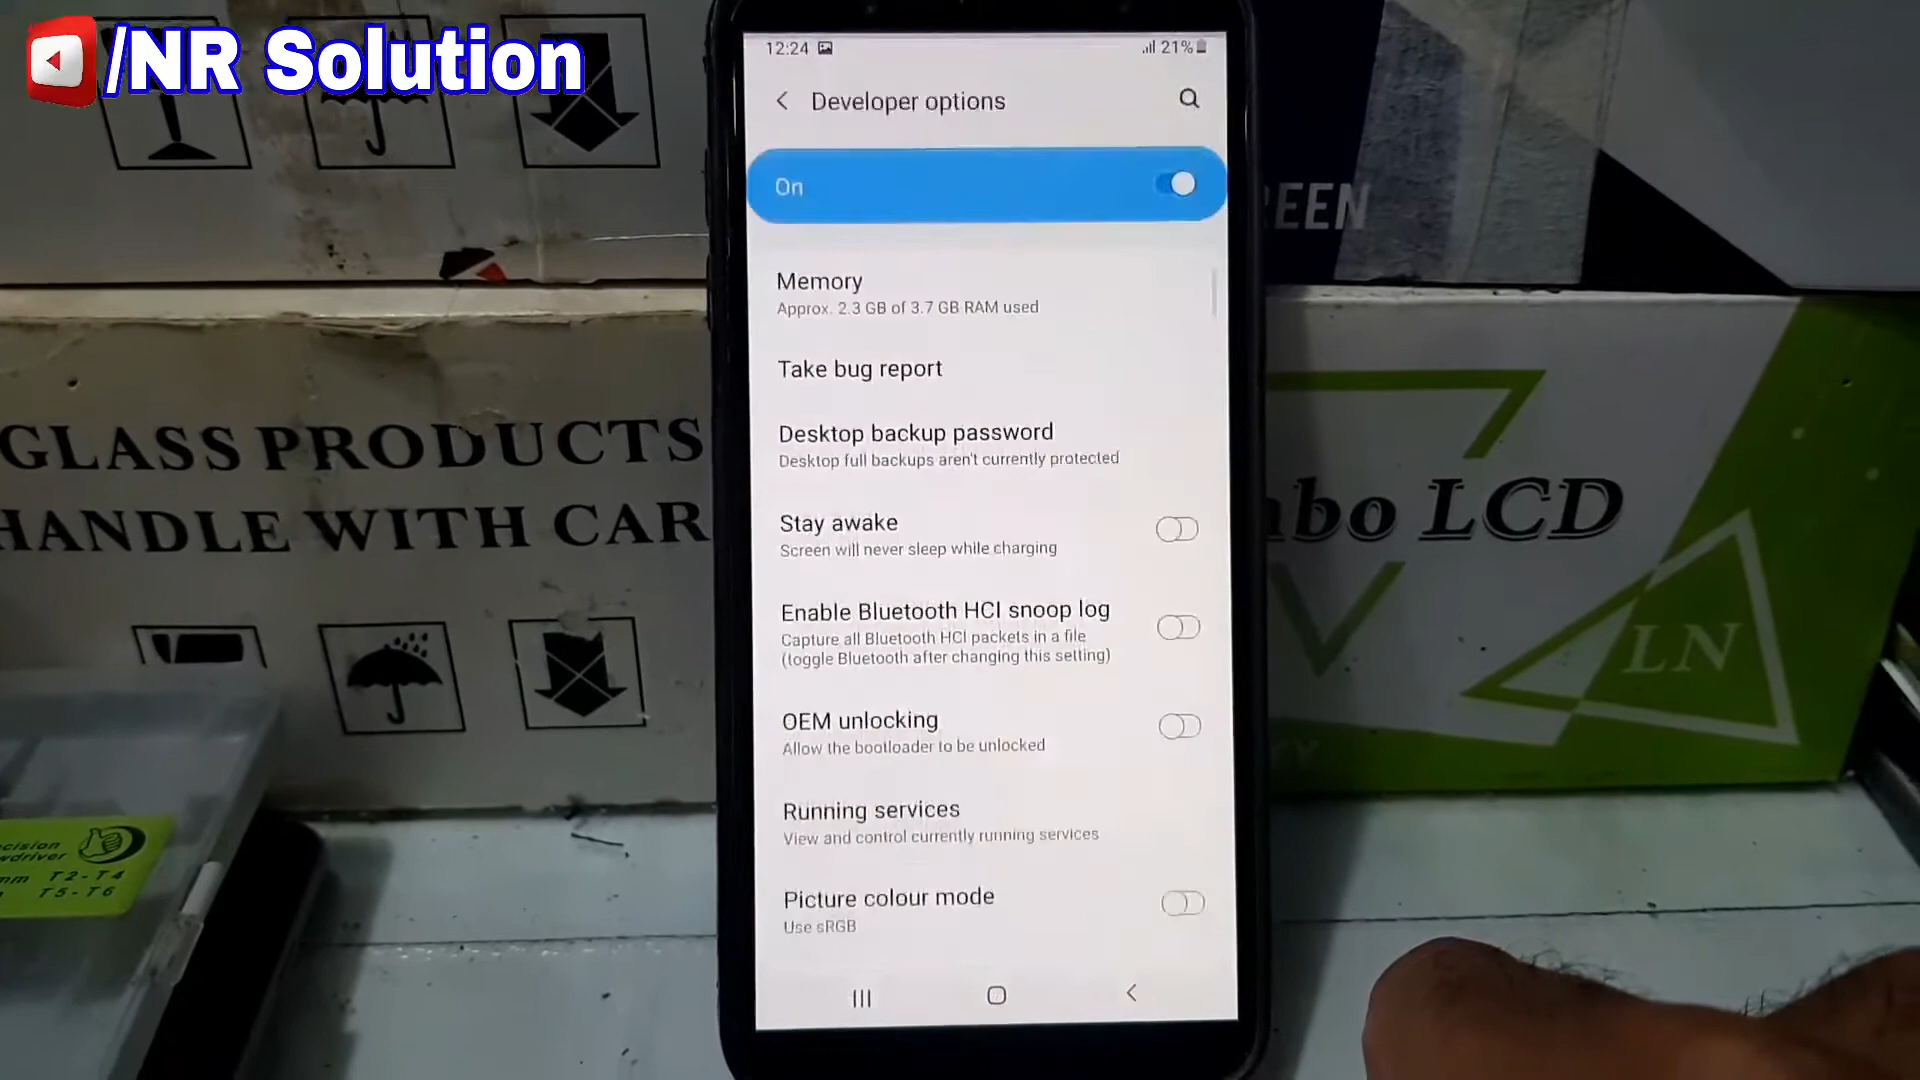 /NR Solution
12:24
21%
Developer options
On
Memory
Approx. 2.3 GB of 3.7 GB RAM used
Take bug report
Desktop backup password
Desktop full backups aren't currently protected
Stay awake
Screen will never sleep while charging
Enable Bluetooth HCI snoop log
Capture all Bluetooth HCI packets in a file
(toggle Bluetooth after changing this setting)
OEM unlocking
Allow the bootloader to be unlocked
Running services
View and control currently running services
Picture colour mode
Use sRGB
GLASS PRODUCTS
HANDLE WITH CAR
EEN
bo LCD
LN
cision
wdriver
mm T2-T4
T5-T6